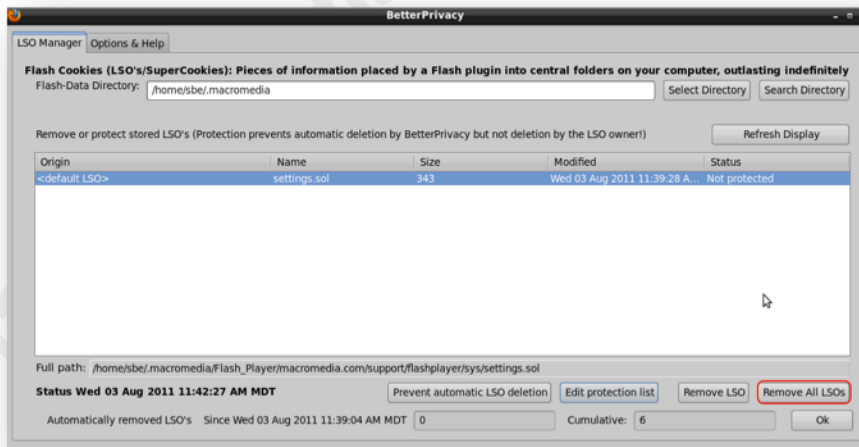 BetterPrivacy
LSO Manager Options & Help
Flash Cookies (LSO's/SuperCookies): Pieces of information placed by a Flash plugin into central folders on your computer, outlasting indefinitely
Flash-Data Directory: /home/sbe/.macromedia Select Directory Search Directory
Remove or protect stored LSO's (Protection prevents automatic deletion by BetterPrivacy but not deletion by the LSO owner!) Refresh Display
Origin Name Size Modified Status
<default LSO> settings.sol 343 Wed 03 Aug 2011 11:39:28 A... Not protected
Full path: /home/sbe/.macromedia/Flash_Player/macromedia.com/support/flashplayer/sys/settings.sol
Status Wed 03 Aug 2011 11:42:27 AM MDT Prevent automatic LSO deletion Edit protection list Remove LSO Remove All LSOs
Automatically removed LSO's Since Wed 03 Aug 2011 11:39:04 AM MDT 0 Cumulative: 6 Ok